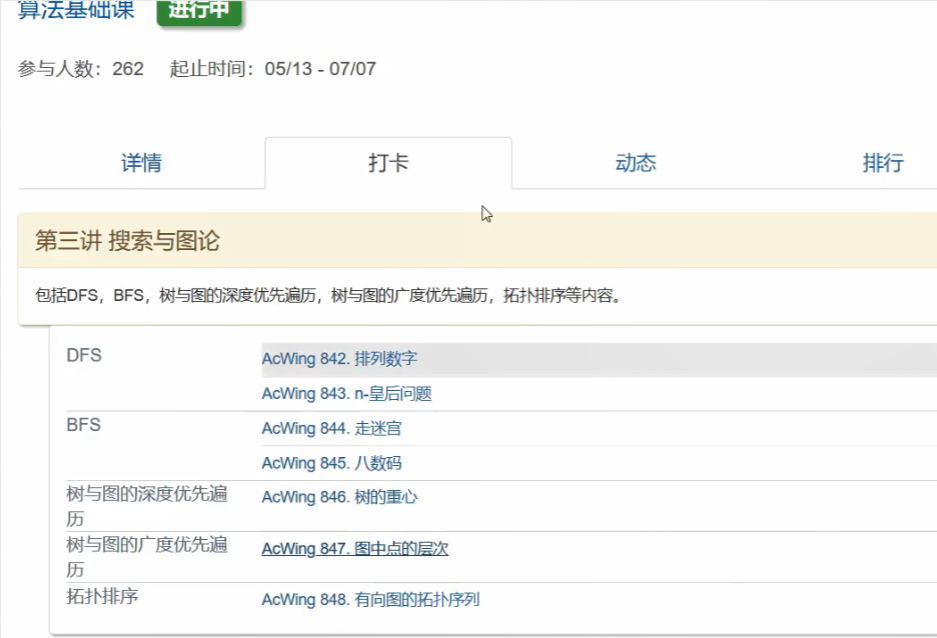 算法基础课 进行中
参与人数：262 起止时间：05/13 - 07/07
详情 打卡 动态 排行
第三讲 搜索与图论
包括DFS，BFS，树与图的深度优先遍历，树与图的广度优先遍历，拓扑排序等内容。
DFS AcWing 842. 排列数字
AcWing 843. n-皇后问题
BFS AcWing 844. 走迷宫
AcWing 845. 八数码
树与图的深度优先遍 AcWing 846. 树的重心
历
树与图的广度优先遍 AcWing 847. 图中点的层次
历
拓扑排序 AcWing 848. 有向图的拓扑序列